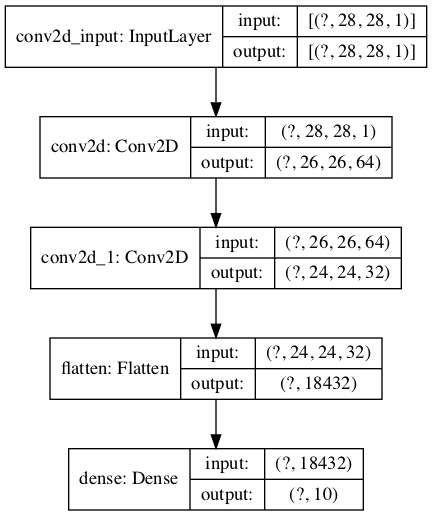 conv2d_input: InputLayer
input: [(?, 28, 28, 1)]
output: [(?, 28, 28, 1)]
conv2d: Conv2D
input: (?, 28, 28, 1)
output: (?, 26, 26, 64)
conv2d_1: Conv2D
input: (?, 26, 26, 64)
output: (?, 24, 24, 32)
flatten: Flatten
input: (?, 24, 24, 32)
output: (?, 18432)
dense: Dense
input: (?, 18432)
output: (?, 10)